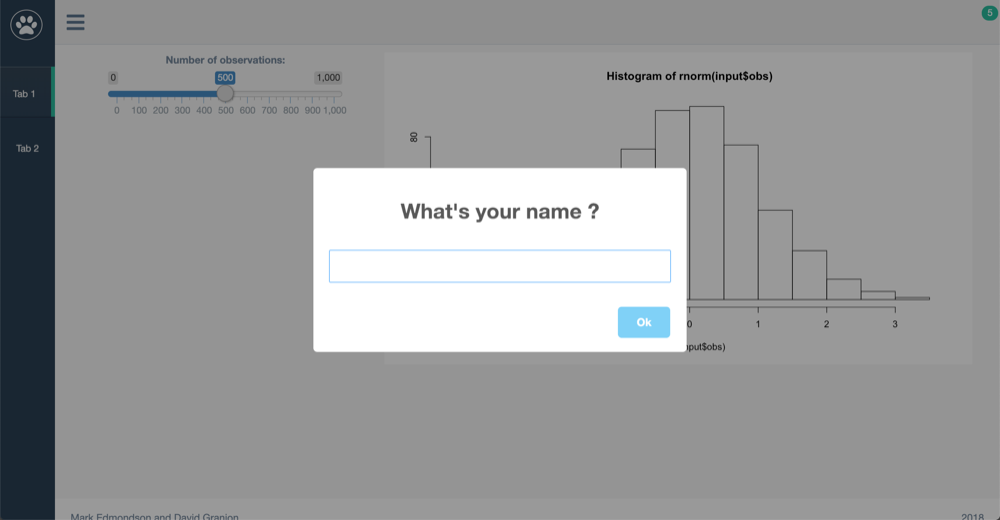 5
Tab 1
Tab 2
Number of observations:
0 500 1,000
0 100 200 300 400 500 600 700 800 900 1,000
Histogram of rnorm(input$obs)
80
What's your name ?
Ok
0 1 2 3
input$obs)
Mark Edmondson and David Granjon
2018